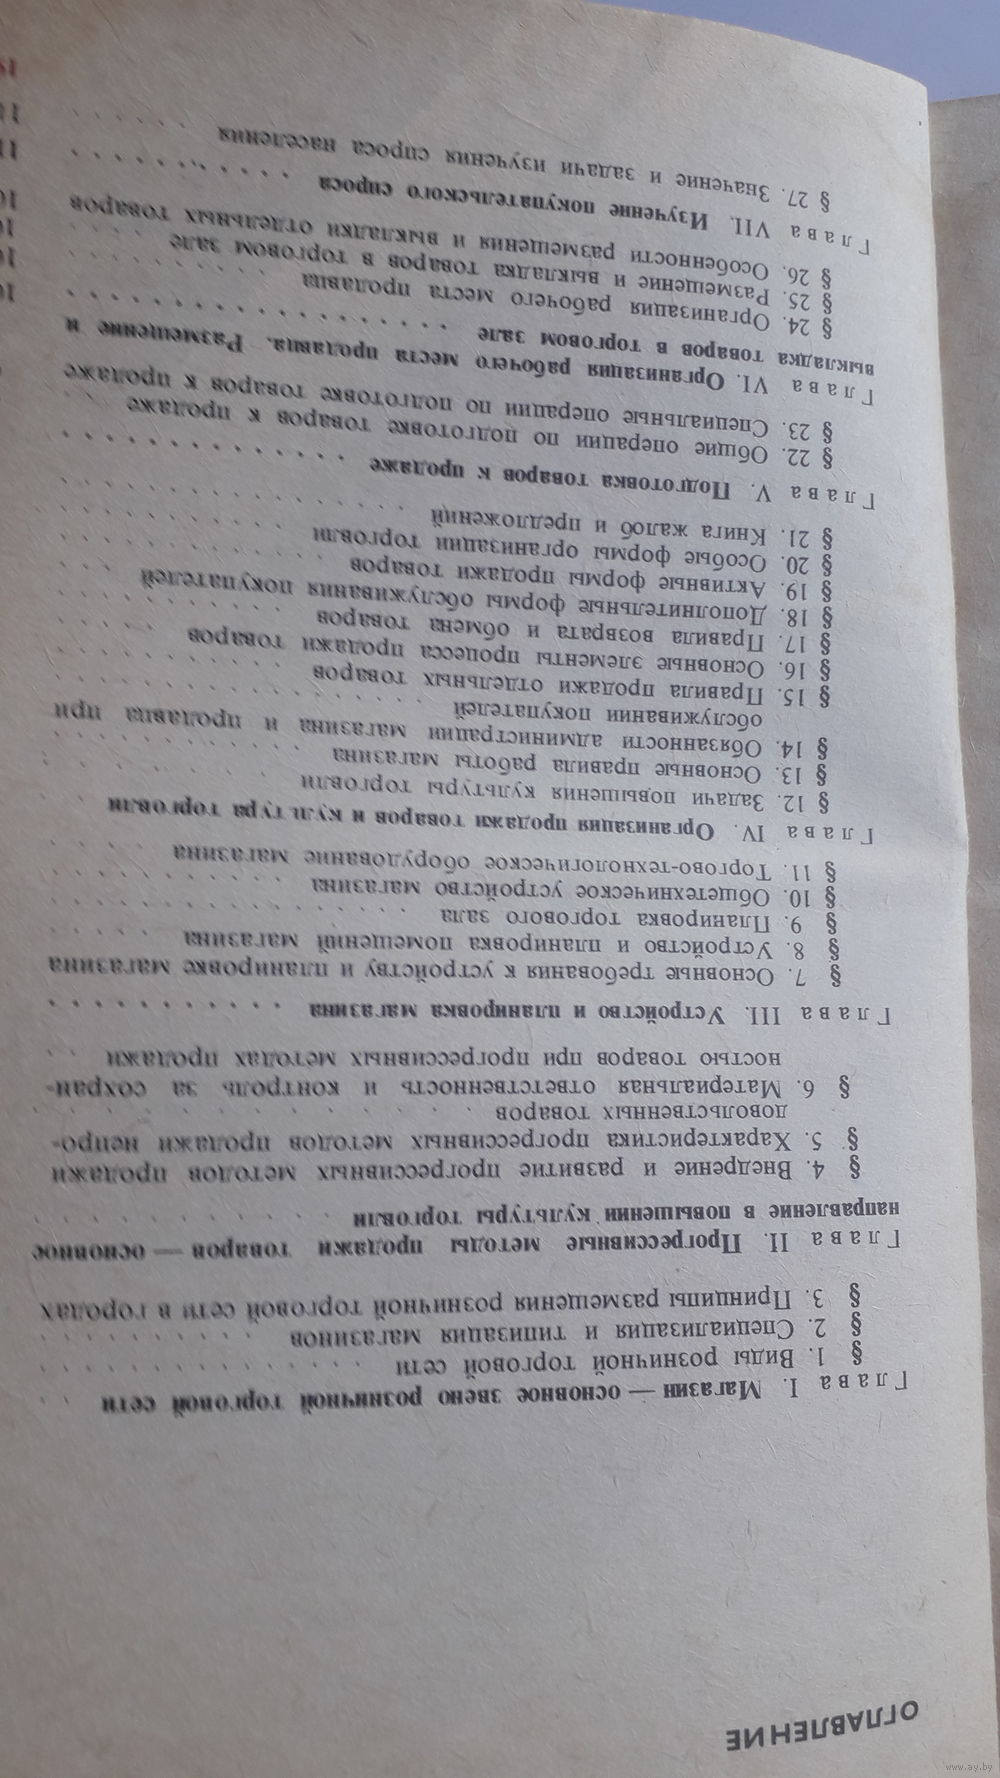 ОГЛАВЛЕНИЕ
Глава I. Магазин — основное звено розничной торговой сети . .
§ 1. Виды розничной торговой сети . . . . . . . . . . . .
§ 2. Специализация и типизация магазинов . . . . . . . . .
§ 3. Принципы размещения розничной торговой сети в городах
Глава II. Прогрессивные методы продажи товаров — основное
направление в повышении культуры торговли . . . . . . . . . .
§ 4. Внедрение и развитие прогрессивных методов продажи
§ 5. Характеристика прогрессивных методов продажи непро-
довольственных товаров . . . . . . . . . . . . .
§ 6. Материальная ответственность и контроль за сохран-
ностью товаров при прогрессивных методах продажи . .
Глава III. Устройство и планировка магазина . . . . . . . . . .
§ 7. Основные требования к устройству и планировке магазина
§ 8. Устройство и планировка помещений магазина . . . . .
§ 9. Планировка торгового зала . . . . . . . . . . . . .
§ 10. Общетехническое устройство магазина . . . . . . . . .
§ 11. Торгово-технологическое оборудование магазина . . . .
Глава IV. Организация продажи товаров и культура торговли . .
§ 12. Задачи повышения культуры торговли . . . . . . . . .
§ 13. Основные правила работы магазина . . . . . . . . .
§ 14. Обязанности администрации магазина и продавца при
обслуживании покупателей . . . . . . . . . . . .
§ 15. Правила продажи отдельных товаров . . . . . . . . .
§ 16. Основные элементы процесса продажи товаров . . . .
§ 17. Правила возврата и обмена товаров . . . . . . . . .
§ 18. Дополнительные формы обслуживания покупателей . . .
§ 19. Активные формы продажи товаров . . . . . . . . .
§ 20. Особые формы организации торговли . . . . . . . . .
§ 21. Книга жалоб и предложений . . . . . . . . . . . .
Глава V. Подготовка товаров к продаже . . . . . . . . . . .
§ 22. Общие операции по подготовке товаров к продаже . .
§ 23. Специальные операции по подготовке товаров к продаже
Глава VI. Организация рабочего места продавца. Размещение и
выкладка товаров в торговом зале . . . . . . . . . . . . . 10
§ 24. Организация рабочего места продавца . . . . . . . . 10
§ 25. Размещение и выкладка товаров в торговом зале . . . . 10
§ 26. Особенности размещения и выкладки отдельных товаров 10
Глава VII. Изучение покупательского спроса . . . . . . . . . 11
§ 27. Значение и задачи изучения спроса населения . . . . . 1
www.ay.by